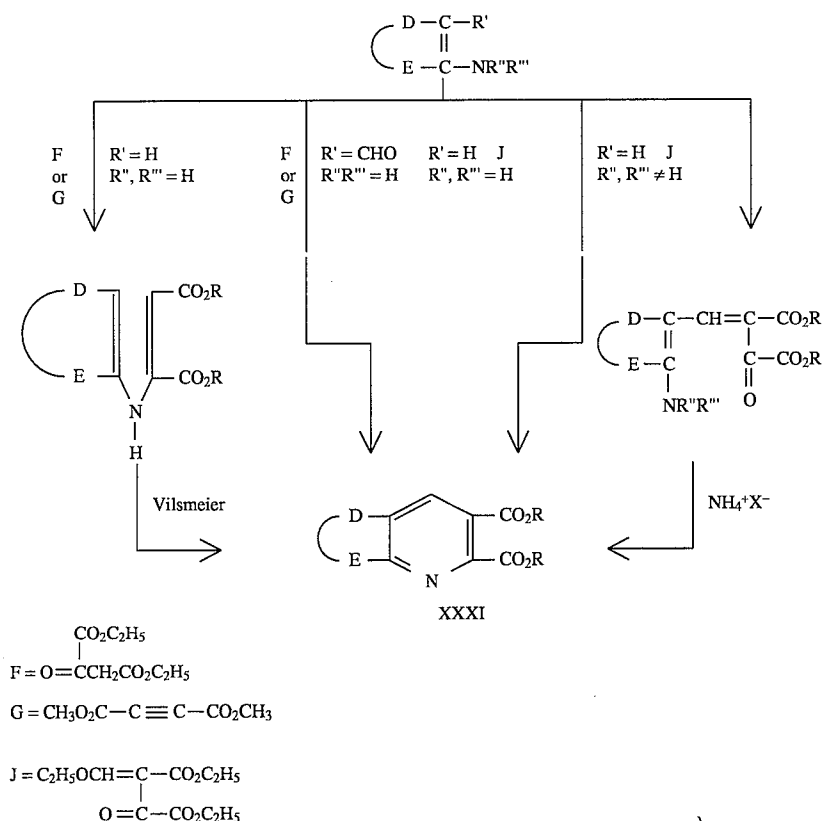 D—C—R'
||
E—C—NR''R'''
F or G
R' = H
R'', R''' = H
F or G
R' = CHO
R''R''' = H
R' = H J
R'', R''' = H
R' = H J
R'', R''' ≠ H
D
CO₂R
E
CO₂R
N
H
D—C—CH=C—CO₂R
E—C C—CO₂R
NR''R''' O
Vilsmeier
NH₄⁺X⁻
D
CO₂R
E
N
CO₂R
XXXI
CO₂C₂H₅
F = O=CCH₂CO₂C₂H₅
G = CH₃O₂C—C≡C—CO₂CH₃
J = C₂H₅OCH=C—CO₂C₂H₅
O=C—CO₂C₂H₅